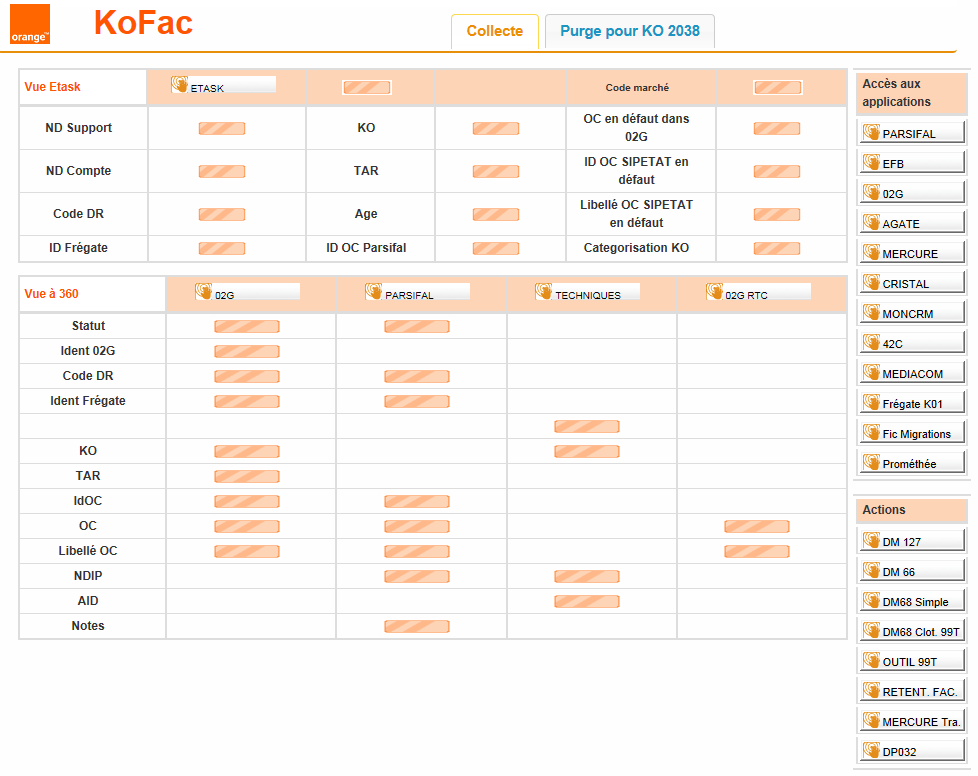 orange™
KoFac
Collecte
Purge pour KO 2038
Vue Etask
ETASK
Code marché
ND Support
KO
OC en défaut dans
02G
ND Compte
TAR
ID OC SIPETAT en
défaut
Code DR
Age
Libellé OC SIPETAT
en défaut
ID Frégate
ID OC Parsifal
Categorisation KO
Vue à 360
02G
PARSIFAL
TECHNIQUES
02G RTC
Statut
Ident 02G
Code DR
Ident Frégate
KO
TAR
IdOC
OC
Libellé OC
NDIP
AID
Notes
Accès aux
applications
PARSIFAL
EFB
02G
AGATE
MERCURE
CRISTAL
MONCRM
42C
MEDIACOM
Frégate K01
Fic Migrations
Prométhée
Actions
DM 127
DM 66
DM68 Simple
DM68 Clot. 99T
OUTIL 99T
RETENT. FAC.
MERCURE Tra.
DP032